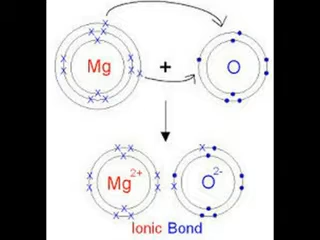 Mg + O
Mg2+ O2-
Ionic Bond